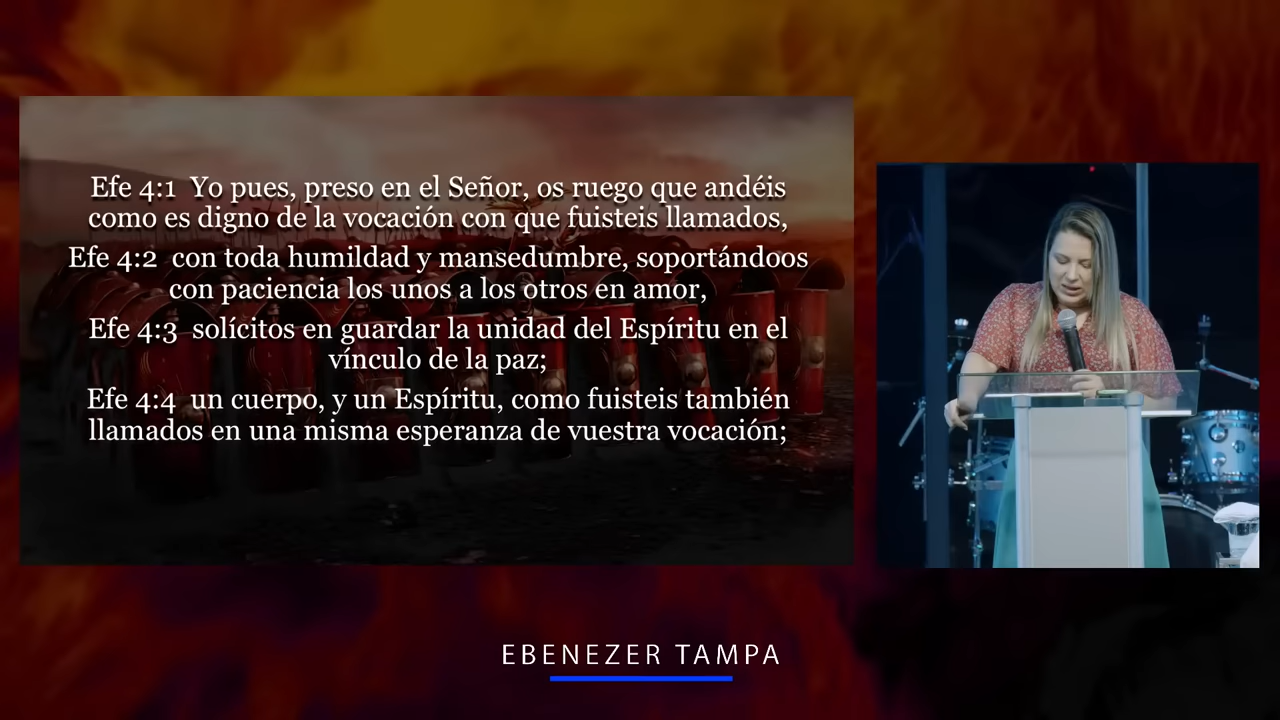 Efe 4:1 Yo pues, preso en el Señor, os ruego que andéis
como es digno de la vocación con que fuisteis llamados,
Efe 4:2 con toda humildad y mansedumbre, soportándoos
con paciencia los unos a los otros en amor,
Efe 4:3 solícitos en guardar la unidad del Espíritu en el
vínculo de la paz;
Efe 4:4 un cuerpo, y un Espíritu, como fuisteis también
llamados en una misma esperanza de vuestra vocación;
EBENEZER TAMPA